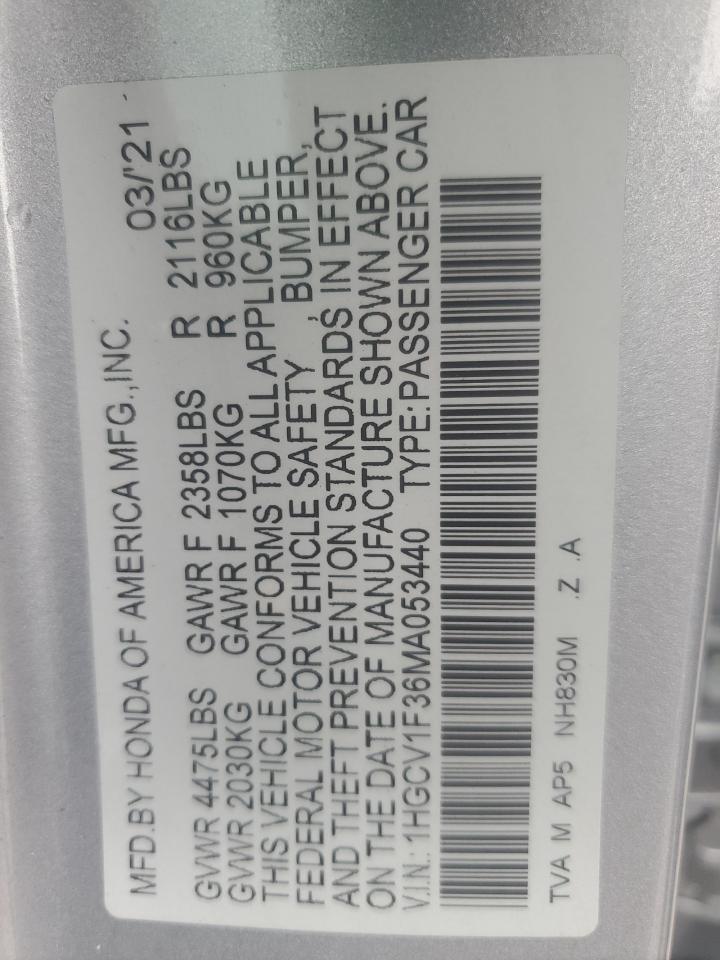 MFD.BY HONDA OF AMERICA MFG.,INC. 03/'21
GVWR 4475LBS GAWR F 2358LBS R 2116LBS
GVWR 2030KG GAWR F 1070KG R 960KG
THIS VEHICLE CONFORMS TO ALL APPLICABLE
FEDERAL MOTOR VEHICLE SAFETY , BUMPER,
AND THEFT PREVENTION STANDARDS IN EFFECT
ON THE DATE OF MANUFACTURE SHOWN ABOVE.
V.I.N.: 1HGCV1F36MA053440 TYPE:PASSENGER CAR
TVA M AP5 NH830M .Z .A